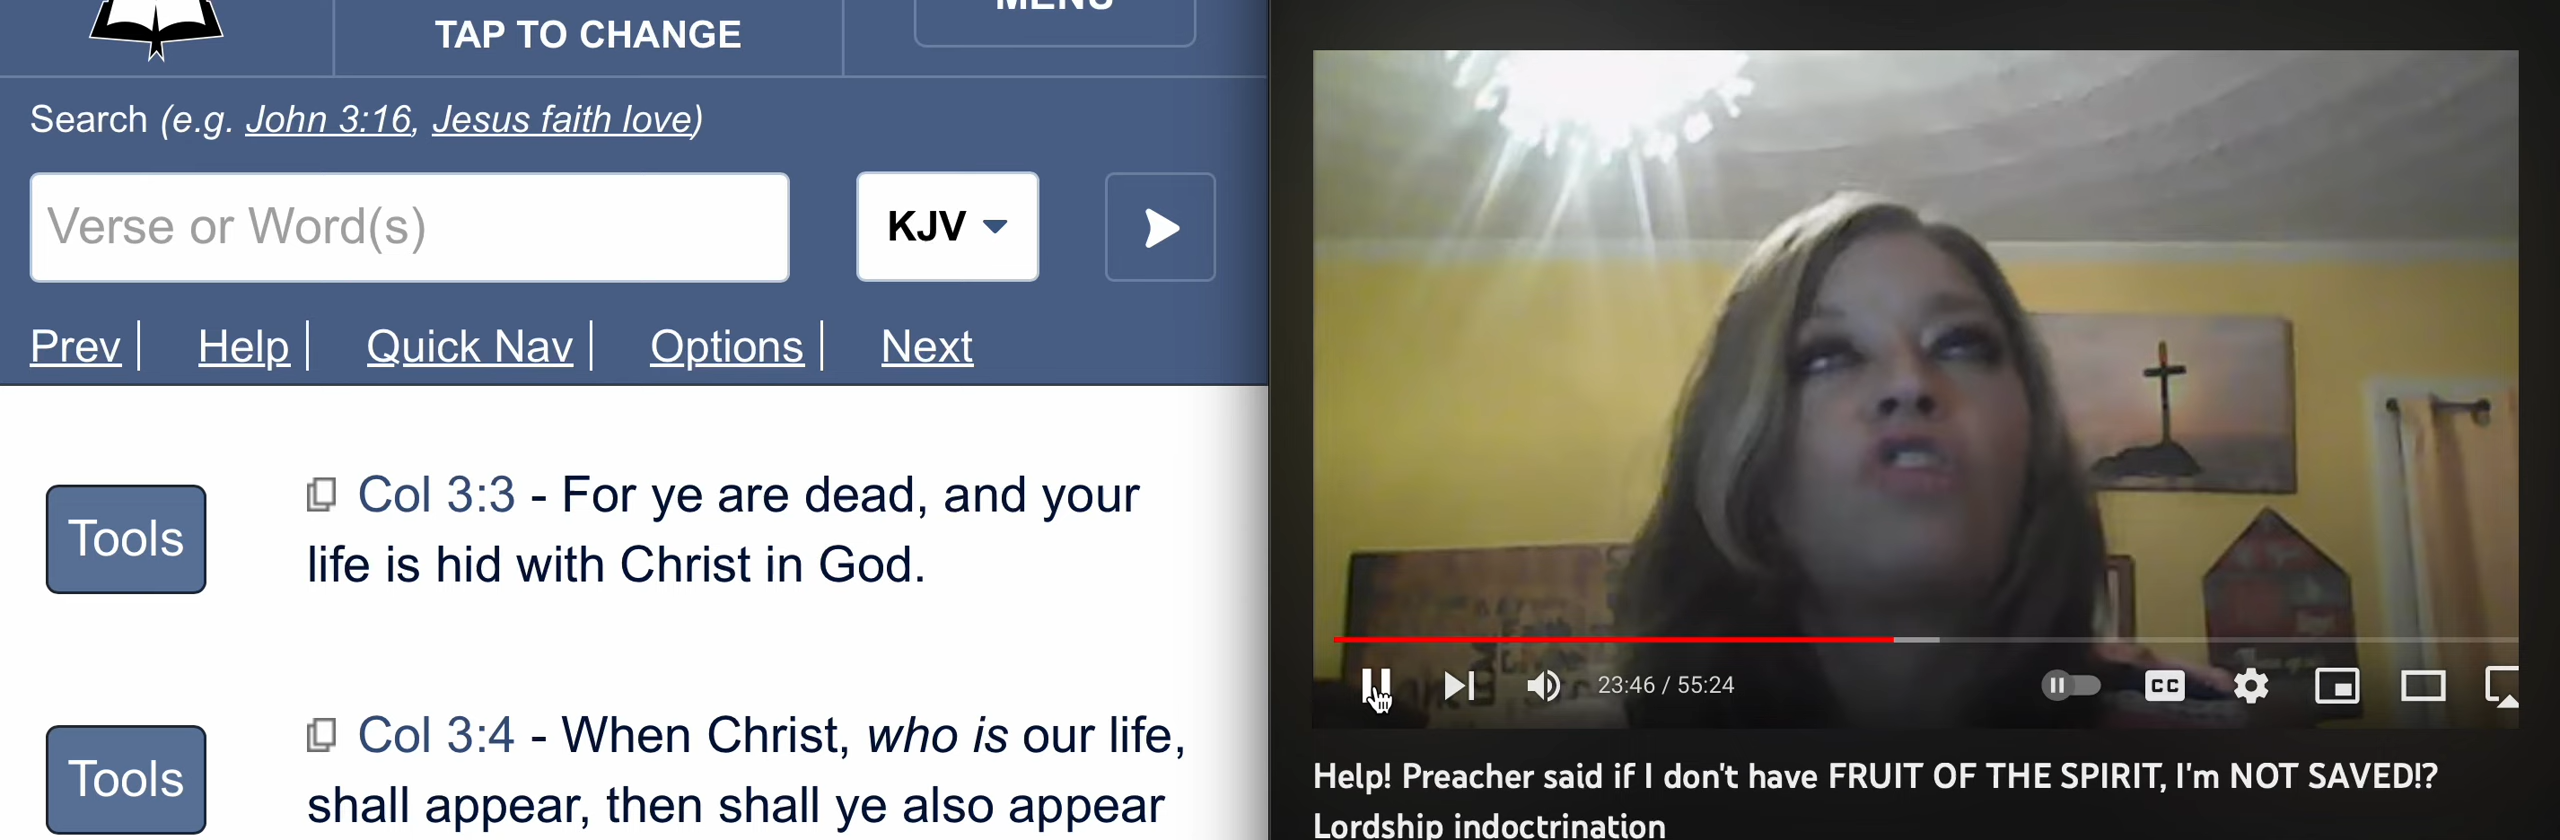 MENU
TAP TO CHANGE
Search (e.g. John 3:16, Jesus faith love)
Verse or Word(s)
KJV
Prev | Help | Quick Nav | Options | Next
Tools
Col 3:3 - For ye are dead, and your
life is hid with Christ in God.
Tools
Col 3:4 - When Christ, who is our life,
shall appear, then shall ye also appear
23:46 / 55:24
CC
Help! Preacher said if I don't have FRUIT OF THE SPIRIT, I'm NOT SAVED!?
Lordship indoctrination